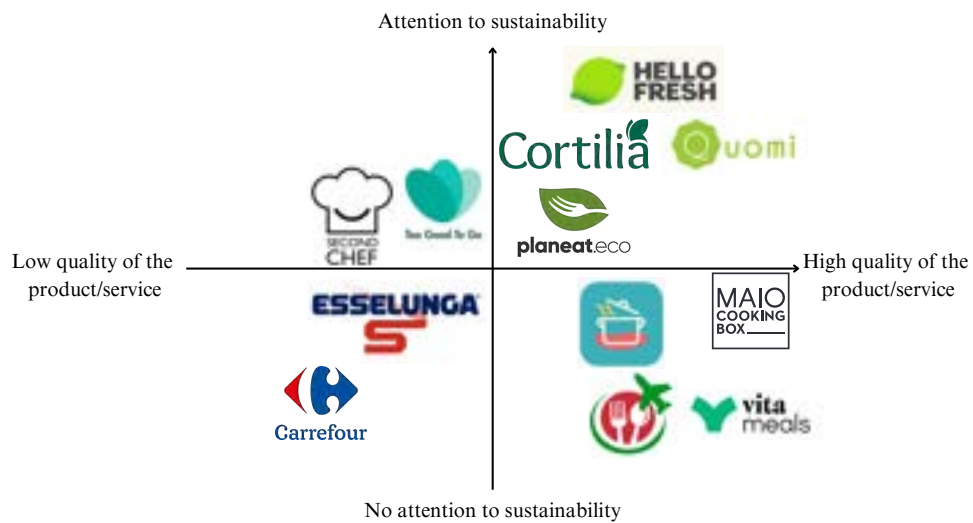 Attention to sustainability
HELLO
FRESH
Cortilia
Quomi
Too Good To Go
SECOND
CHEF
planeat.eco
Low quality of the
product/service
High quality of the
product/service
ESSELUNGA
S
MAIO
COOKING
BOX
Garrefour
vita
meals
No attention to sustainability